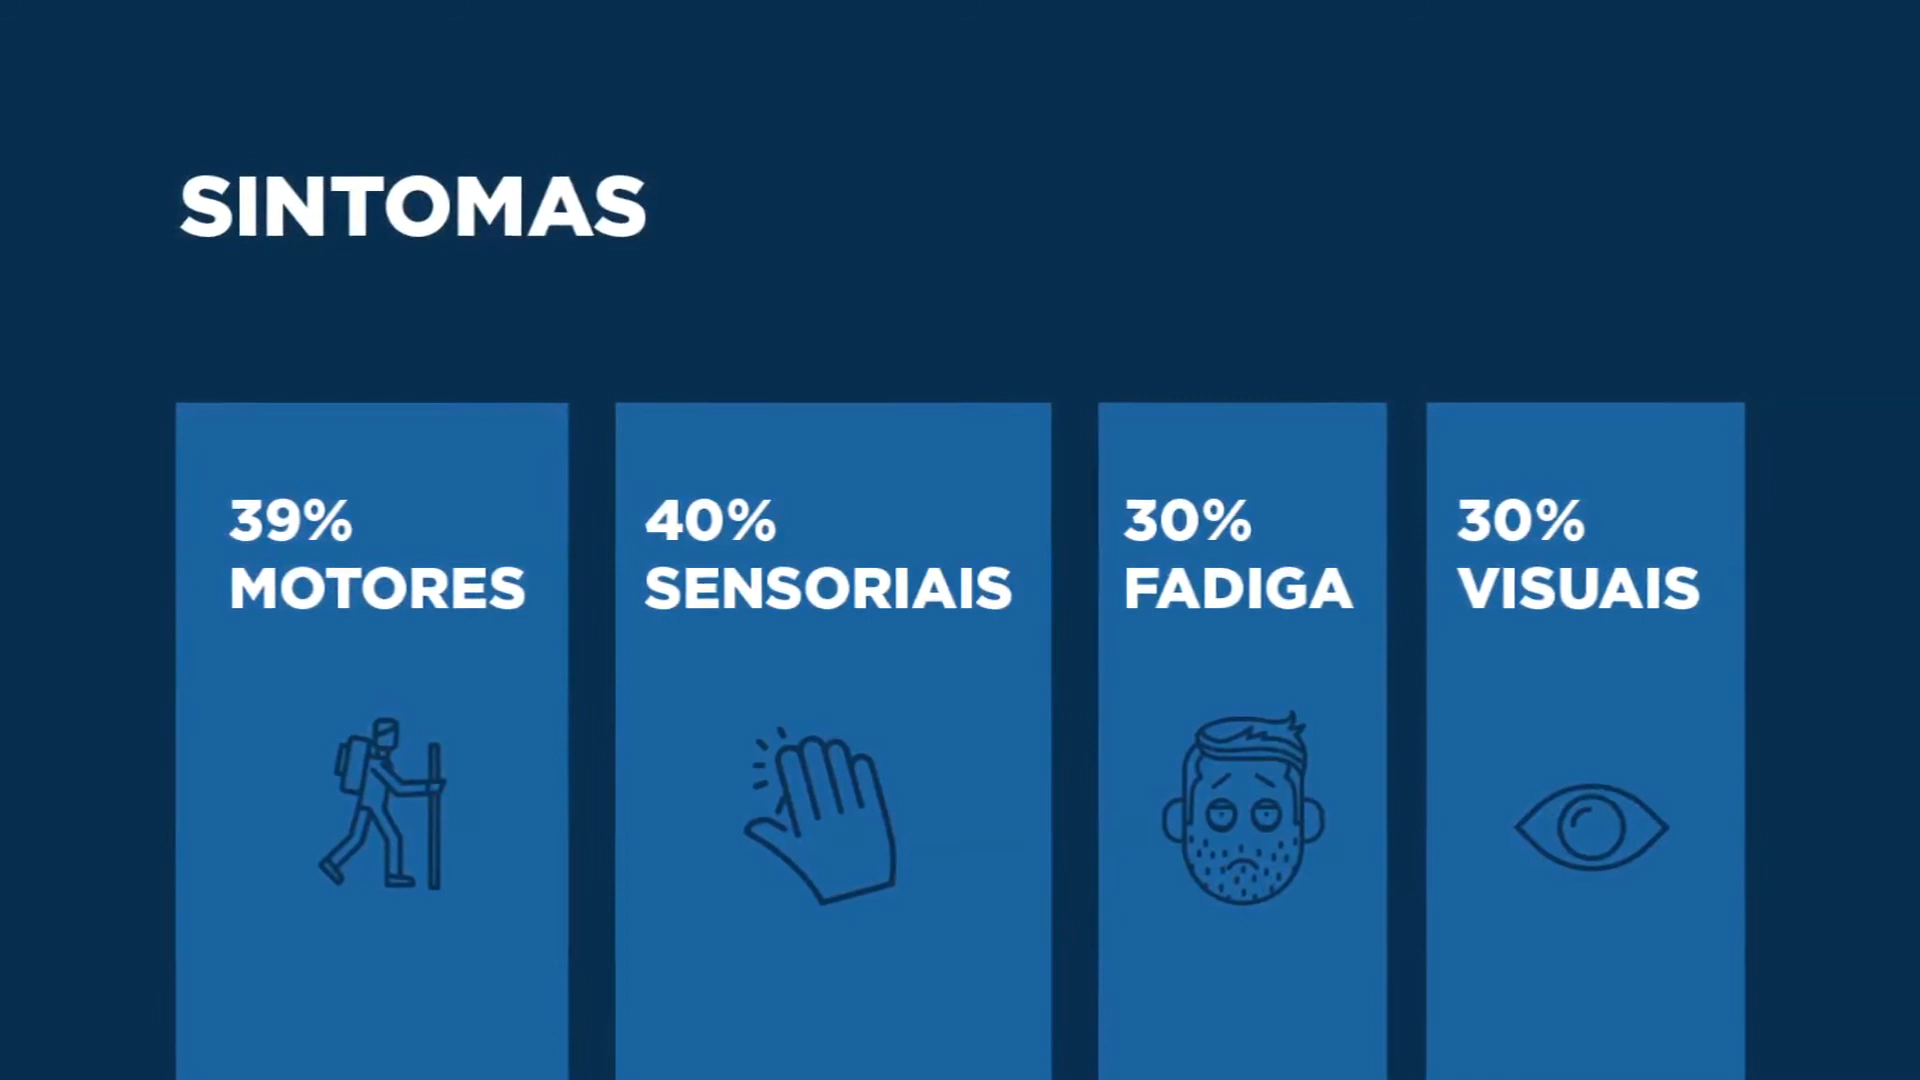 SINTOMAS
39%
MOTORES
40%
SENSORIAIS
30%
FADIGA
30%
VISUAIS